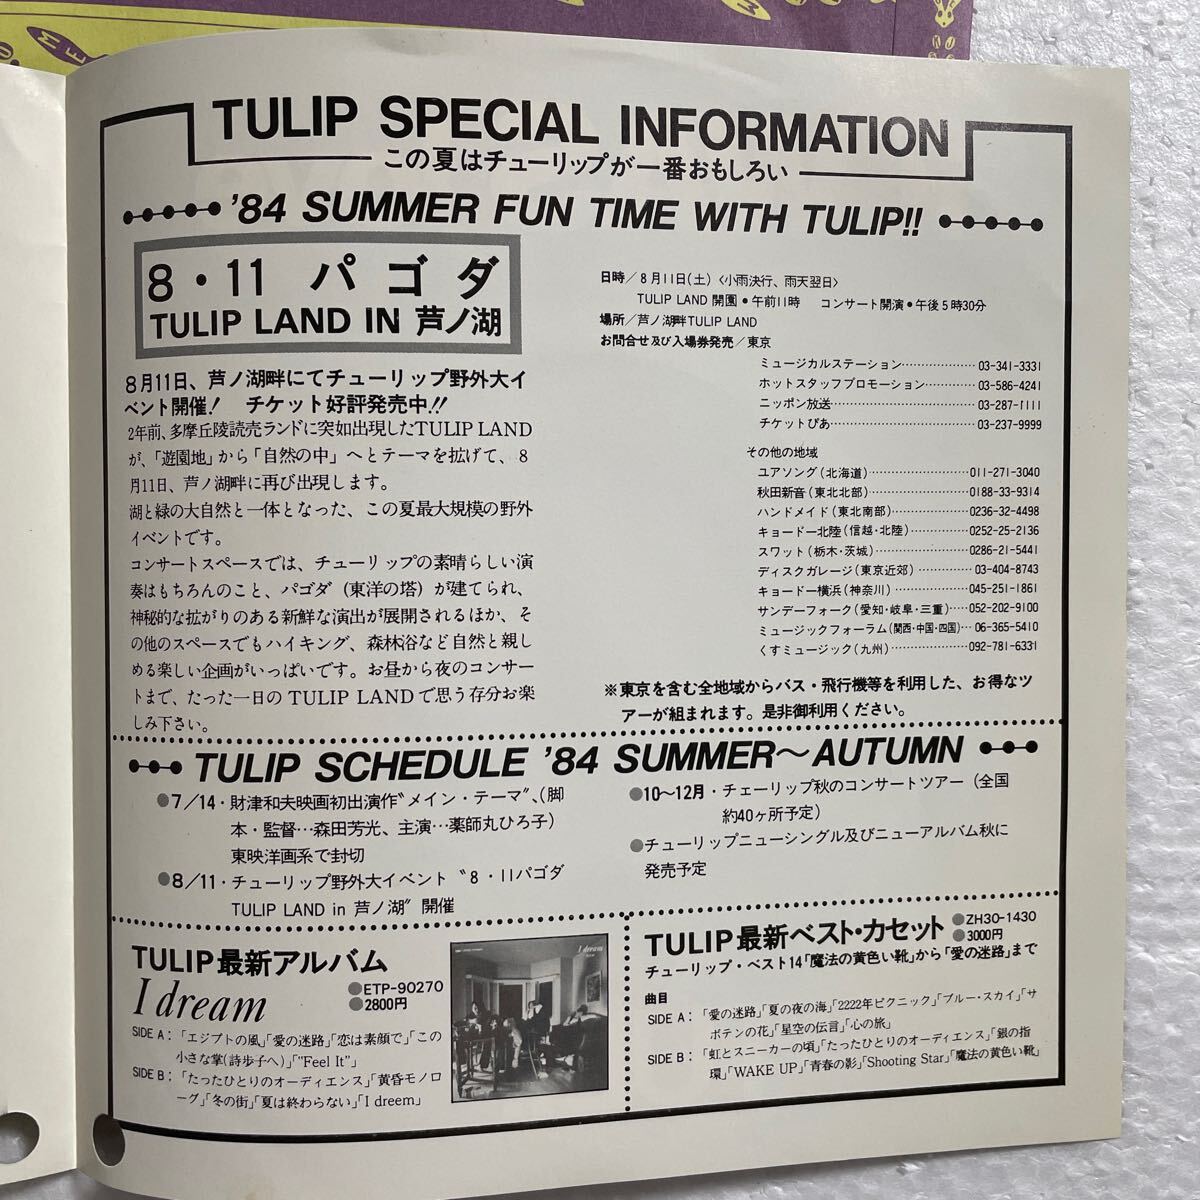 TULIP SPECIAL INFORMATION
この夏はチューリップが一番おもしろい
'84 SUMMER FUN TIME WITH TULIP!!
8・11 パゴダ
TULIP LAND IN 芦ノ湖
8月11日、芦ノ湖畔にてチューリップ野外大イ
ベント開催! チケット好評発売中!!
2年前、多摩丘陵読売ランドに突如出現したTULIP LAND
が、「遊園地」から「自然の中」へとテーマを拡げて、8
月11日、芦ノ湖畔に再び出現します。
湖と緑の大自然と一体となった、この夏最大規模の野外
イベントです。
コンサートスペースでは、チューリップの素晴らしい演
奏はもちろんのこと、パゴダ(東洋の塔)が建てられ、
神秘的な拡がりのある新鮮な演出が展開されるほか、そ
の他のスペースでもハイキング、森林浴など自然と親し
める楽しい企画がいっぱいです。お昼から夜のコンサー
トまで、たった一日のTULIP LANDで思う存分お楽
しみ下さい。
日時/8月11日(土)〈小雨決行、雨天翌日〉
TULIP LAND 開園●午前11時 コンサート開演●午後5時30分
場所/芦ノ湖畔TULIP LAND
お問合せ及び入場券発売/東京
ミュージカルステーション…………………03-341-3331
ホットスタッフプロモーション……………03-586-4241
ニッポン放送…………………………………03-287-1111
チケットぴあ…………………………………03-237-9999
その他の地域
ユアソング(北海道)………………………011-271-3040
秋田新音(東北北部)………………………0188-33-9314
ハンドメイド(東北南部)…………………0236-32-4498
キョードー北陸(信越・北陸)……………0252-25-2136
スワット(栃木・茨城)……………………0286-21-5441
ディスクガレージ(東京近郊)……………03-404-8743
キョードー横浜(神奈川)…………………045-251-1861
サンデーフォーク(愛知・岐阜・三重)……052-202-9100
ミュージックフォーラム(関西・中国・四国)…06-365-5410
くすミュージック(九州)…………………092-781-6331
※東京を含む全地域からバス・飛行機等を利用した、お得なツ
アーが組まれます。是非御利用ください。
TULIP SCHEDULE '84 SUMMER〜AUTUMN
●7/14・財津和夫映画初出演作〝メイン・テーマ〟、(脚
本・監督…森田芳光、主演…薬師丸ひろ子)
東映洋画系で封切
●8/11・チューリップ野外大イベント〝8・11パゴダ
TULIP LAND in 芦ノ湖〟開催
●10〜12月・チェーリップ秋のコンサートツアー(全国
約40ヶ所予定)
●チューリップニューシングル及びニューアルバム秋に
発売予定
TULIP最新アルバム
I dream
●ETP-90270
●2800円
SIDE A:「エジプトの風」「愛の迷路」「恋は素顔で」「この
小さな掌(詩歩子へ)」「"Feel It"」
SIDE B:「たったひとりのオーディエンス」「黄昏モノロ
ーグ」「冬の街」「夏は終わらない」「I dreem」
I dream
TULIP最新ベスト・カセット
●ZH30-1430
●3000円
チューリップ・ベスト14「魔法の黄色い靴」から「愛の迷路」まで
曲目
SIDE A:「愛の迷路」「夏の夜の海」「2222年ピクニック」「ブルー・スカイ」「サ
ボテンの花」「星空の伝言」「心の旅」
SIDE B:「虹とスニーカーの頃」「たったひとりのオーディエンス」「銀の指
環」「WAKE UP」「青春の影」「Shooting Star」「魔法の黄色い靴」